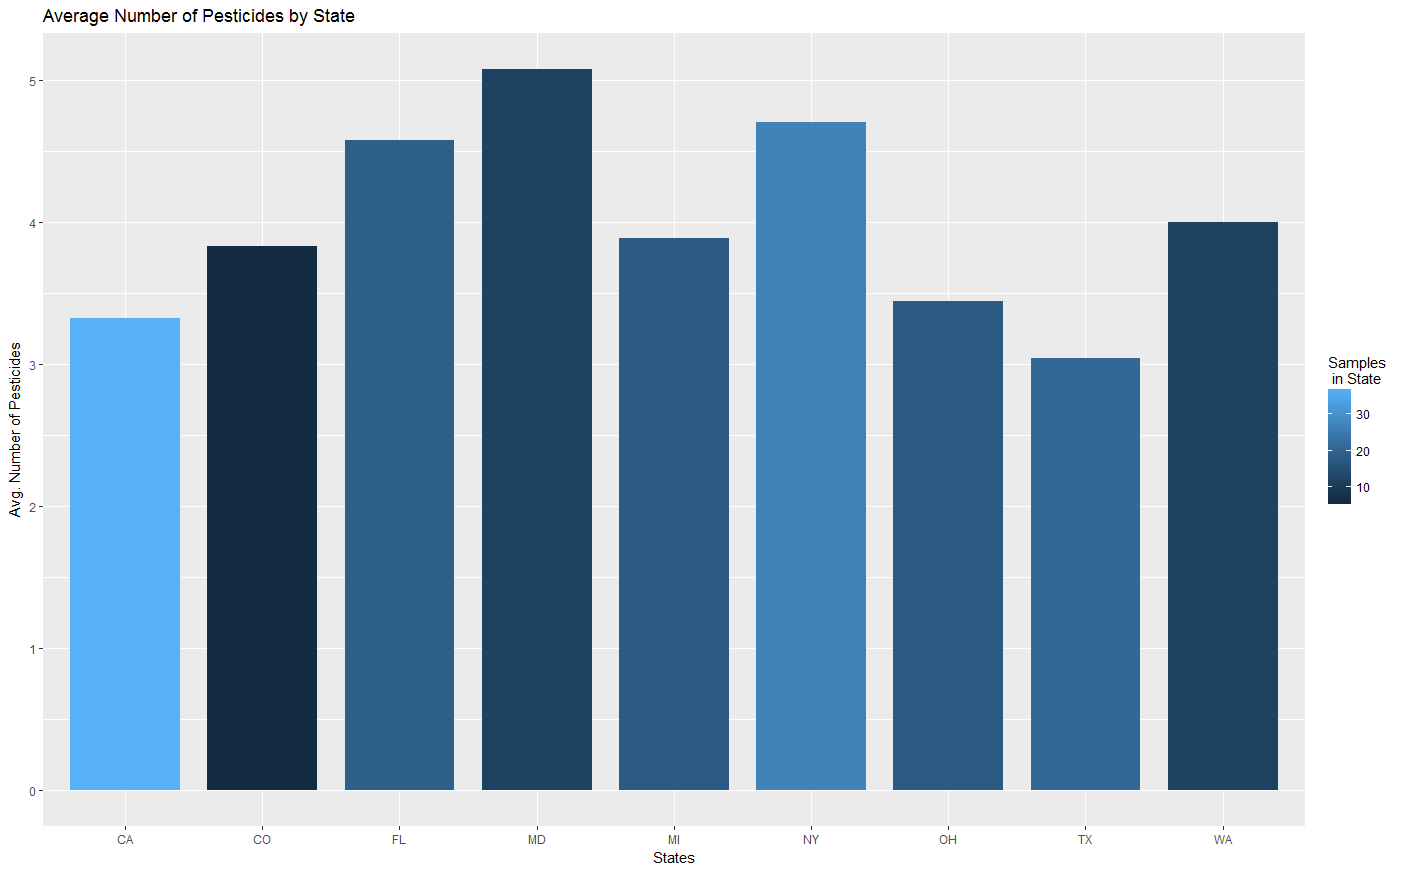 Average Number of Pesticides by State
Avg. Number of Pesticides
5
4
3
2
1
0
CA CO FL MD MI NY OH TX WA
States
Samples
in State
30
20
10